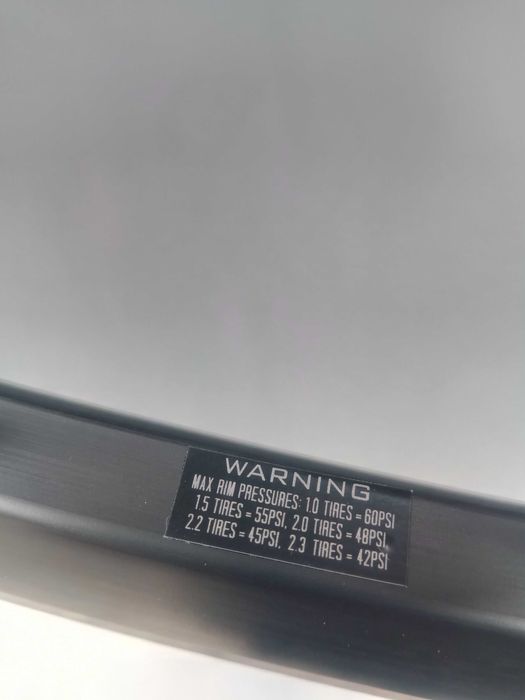 WARNING
MAX RIM PRESSURES: 1.0 TIRES = 60PSI
1.5 TIRES = 55PSI, 2.0 TIRES = 48PSI,
2.2 TIRES = 45PSI, 2.3 TIRES = 42PSI